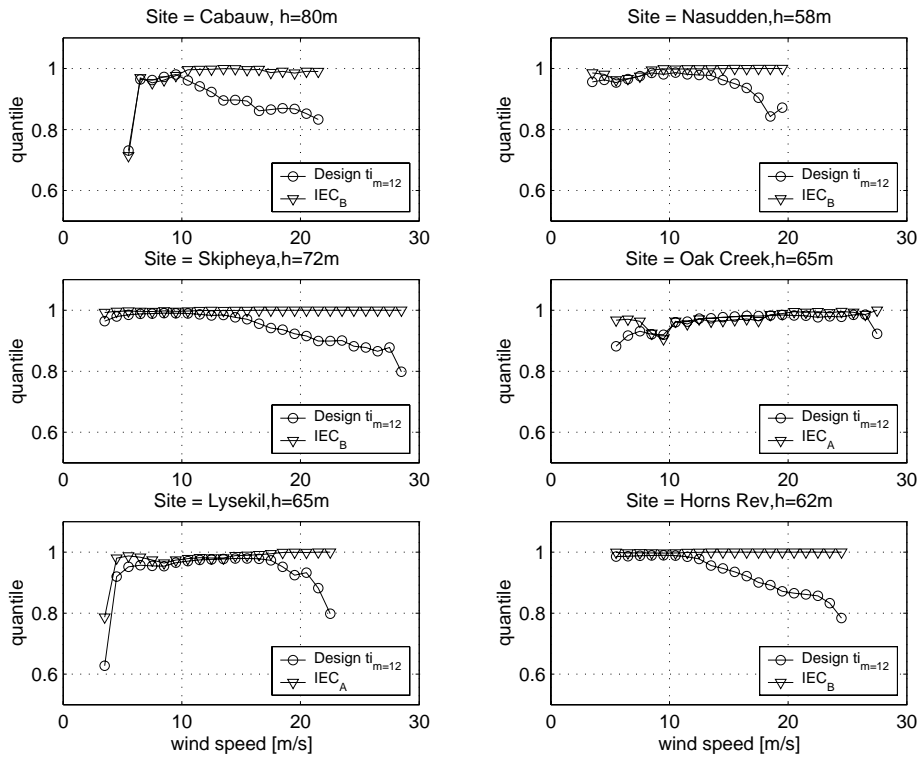 Site = Cabauw, h=80m
quantile
1
0.8
0.6
0 10 20 30
Design ti_{m=12}
IEC_B
Site = Nasudden,h=58m
quantile
1
0.8
0.6
0 10 20 30
Design ti_{m=12}
IEC_B
Site = Skipheya,h=72m
quantile
1
0.8
0.6
0 10 20 30
Design ti_{m=12}
IEC_B
Site = Oak Creek,h=65m
quantile
1
0.8
0.6
0 10 20 30
Design ti_{m=12}
IEC_A
Site = Lysekil,h=65m
quantile
1
0.8
0.6
0 10 20 30
Design ti_{m=12}
IEC_A
wind speed [m/s]
Site = Horns Rev,h=62m
quantile
1
0.8
0.6
0 10 20 30
Design ti_{m=12}
IEC_B
wind speed [m/s]